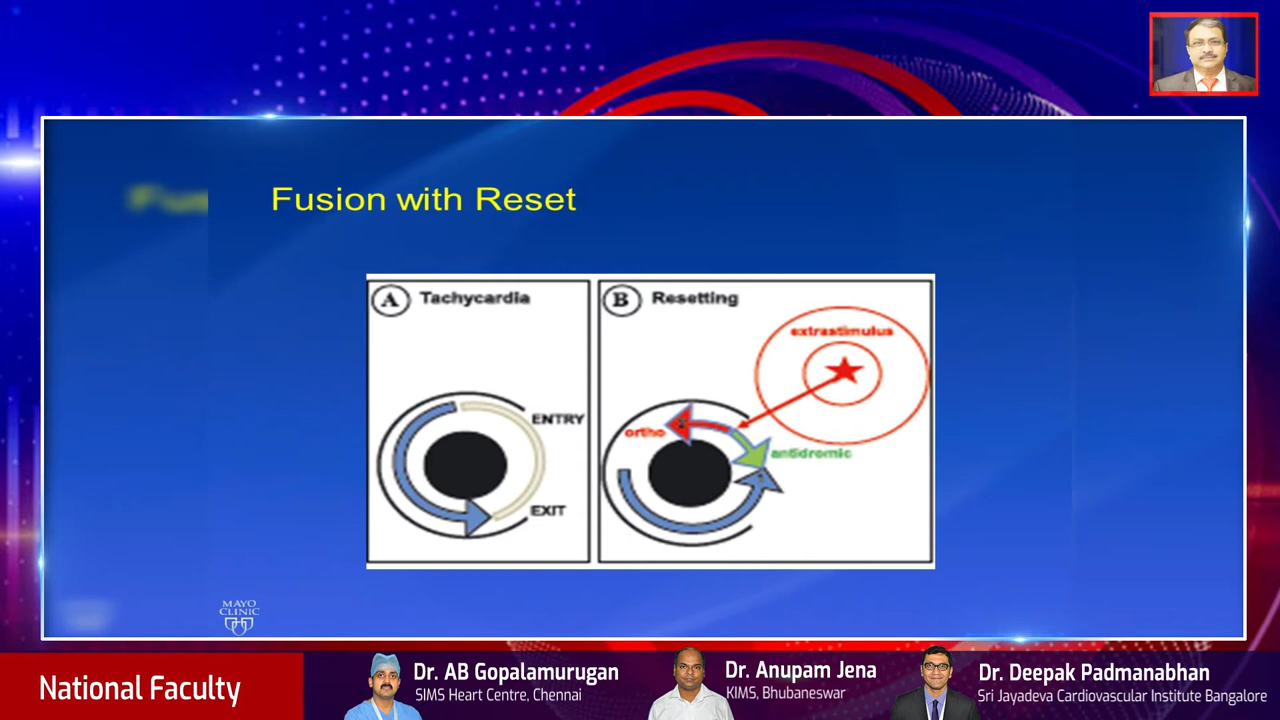 Fus
Fusion with Reset
A Tachycardia
ENTRY
EXIT
B Resetting
extrastimulus
ortho
antidromic
MAYO
CLINIC
National Faculty
Dr. AB Gopalamurugan
SIMS Heart Centre, Chennai
Dr. Anupam Jena
KIMS, Bhubaneswar
Dr. Deepak Padmanabhan
Sri Jayadeva Cardiovascular Institute Bangalore